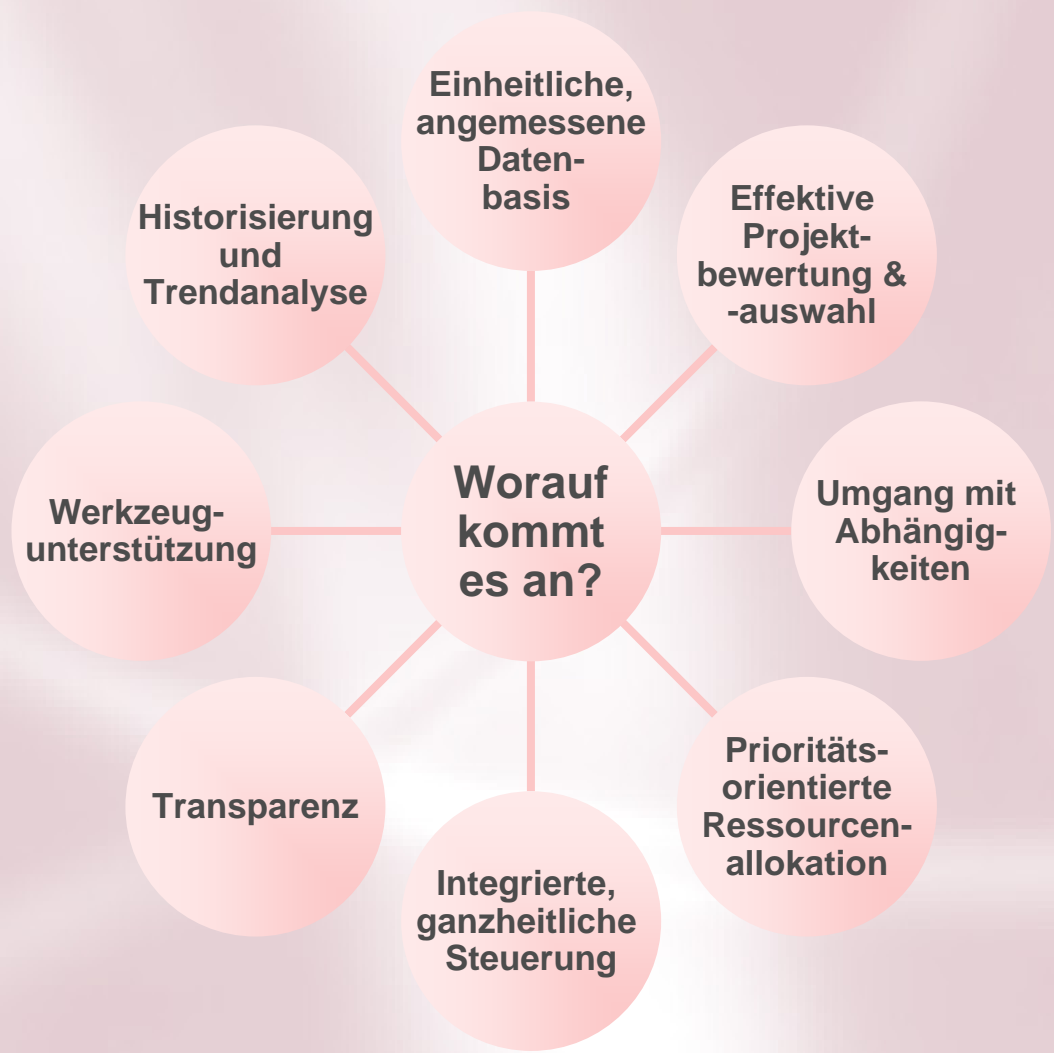 Einheitliche,
angemessene
Daten-
basis
Effektive
Projekt-
bewertung &
-auswahl
Umgang mit
Abhängig-
keiten
Prioritäts-
orientierte
Ressourcen-
allokation
Integrierte,
ganzheitliche
Steuerung
Transparenz
Werkzeug-
unterstützung
Historisierung
und
Trendanalyse
Worauf
kommt
es an?